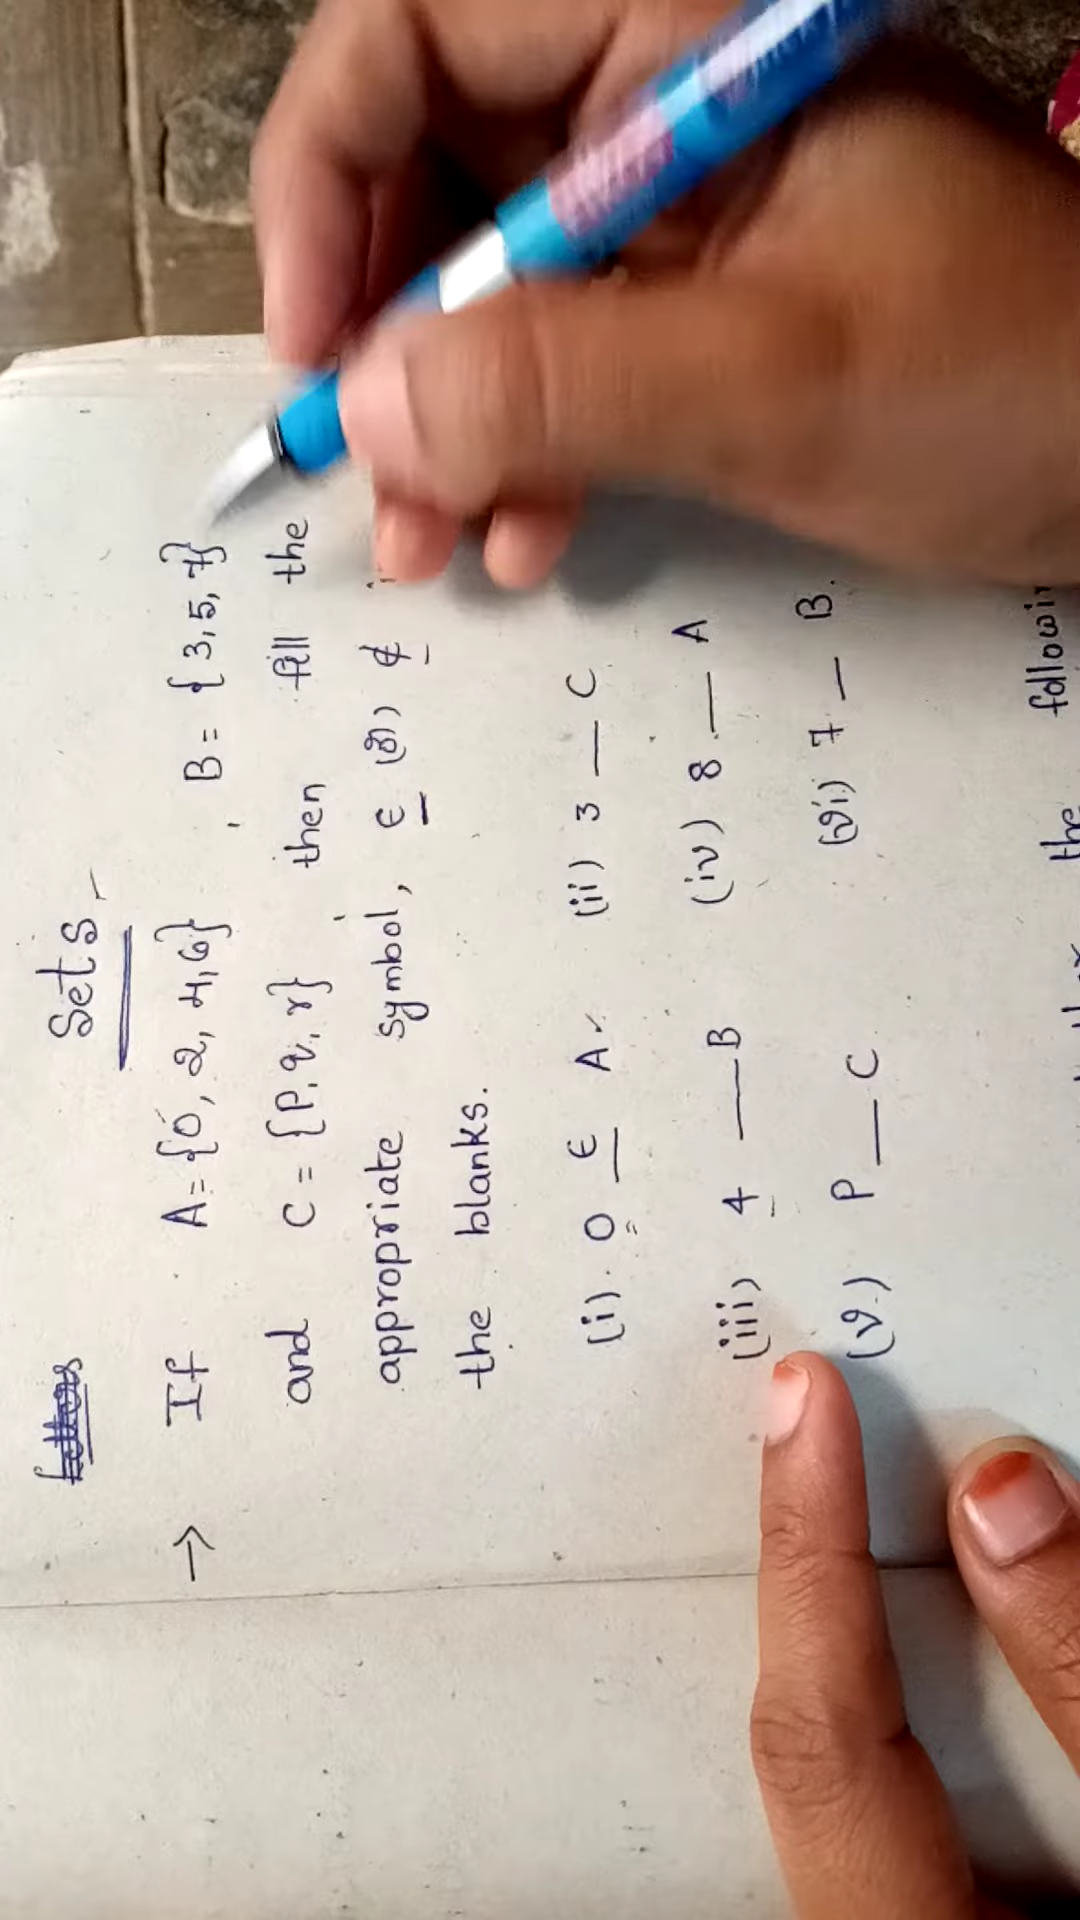 Sets
→ If A = {0, 2, 4, 6} B = {3, 5, 7}
and C = {p, q, r} then fill the
appropriate symbol, ∈ (or) ∉
the blanks.
(i). 0 ∈ A (ii) 3 __ C
(iii) 4 __ B (iv) 8 __ A
(v.) P __ C (vi) 7 __ B.
the